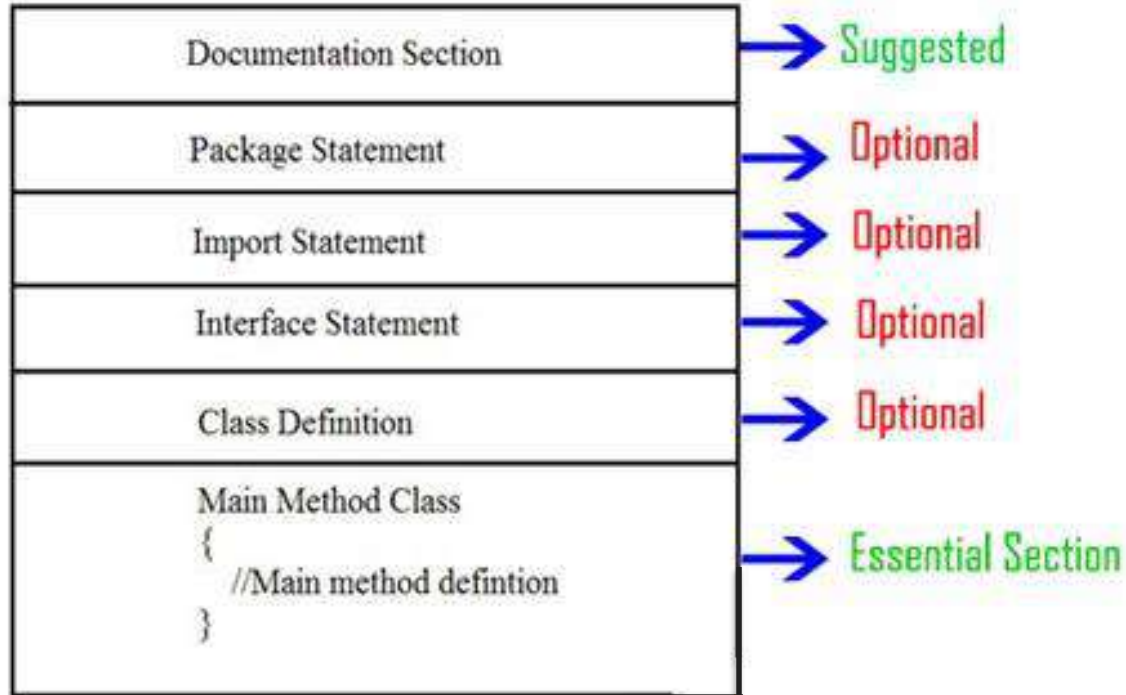 Documentation Section
Suggested
Package Statement
Optional
Import Statement
Optional
Interface Statement
Optional
Class Definition
Optional
Main Method Class
{
//Main method defintion
}
Essential Section